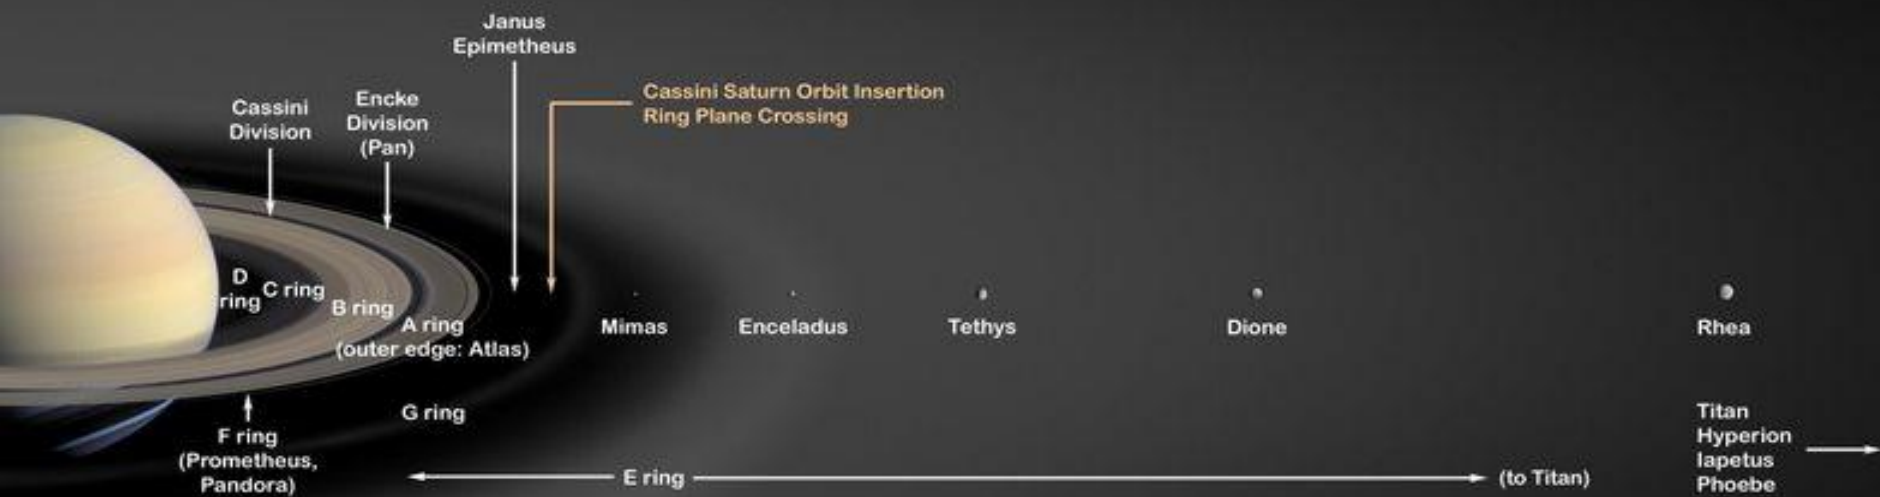 Janus
Epimetheus
Cassini Saturn Orbit Insertion
Ring Plane Crossing
Cassini
Division
Encke
Division
(Pan)
D
ring
C ring
B ring
A ring
(outer edge: Atlas)
Mimas
Enceladus
Tethys
Dione
Rhea
G ring
F ring
(Prometheus,
Pandora)
E ring
(to Titan)
Titan
Hyperion
Iapetus
Phoebe